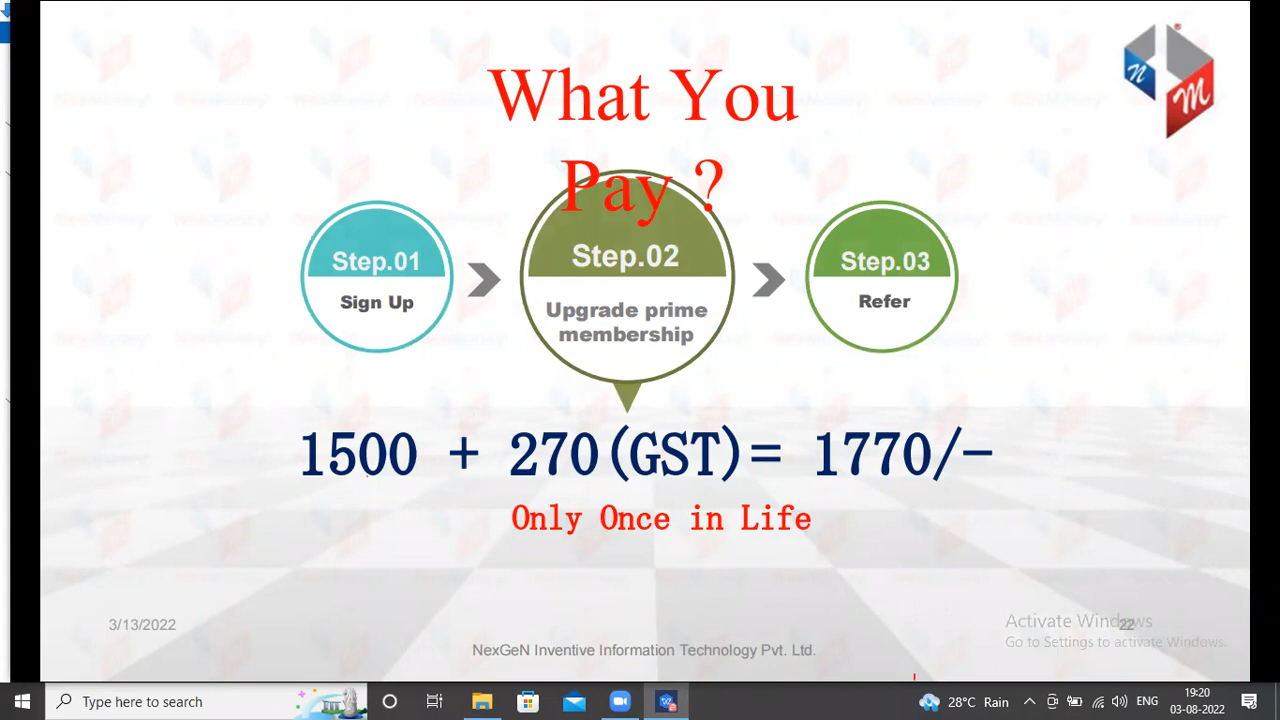 n
m
What You
Pay ?
Step.01
Sign Up
Step.02
Upgrade prime
membership
Step.03
Refer
1500 + 270(GST)= 1770/-
Only Once in Life
3/13/2022
Activate Windows
22
Go to Settings to activate Windows.
NexGeN Inventive Information Technology Pvt. Ltd.
Type here to search
28°C Rain
ENG
19:20
03-08-2022